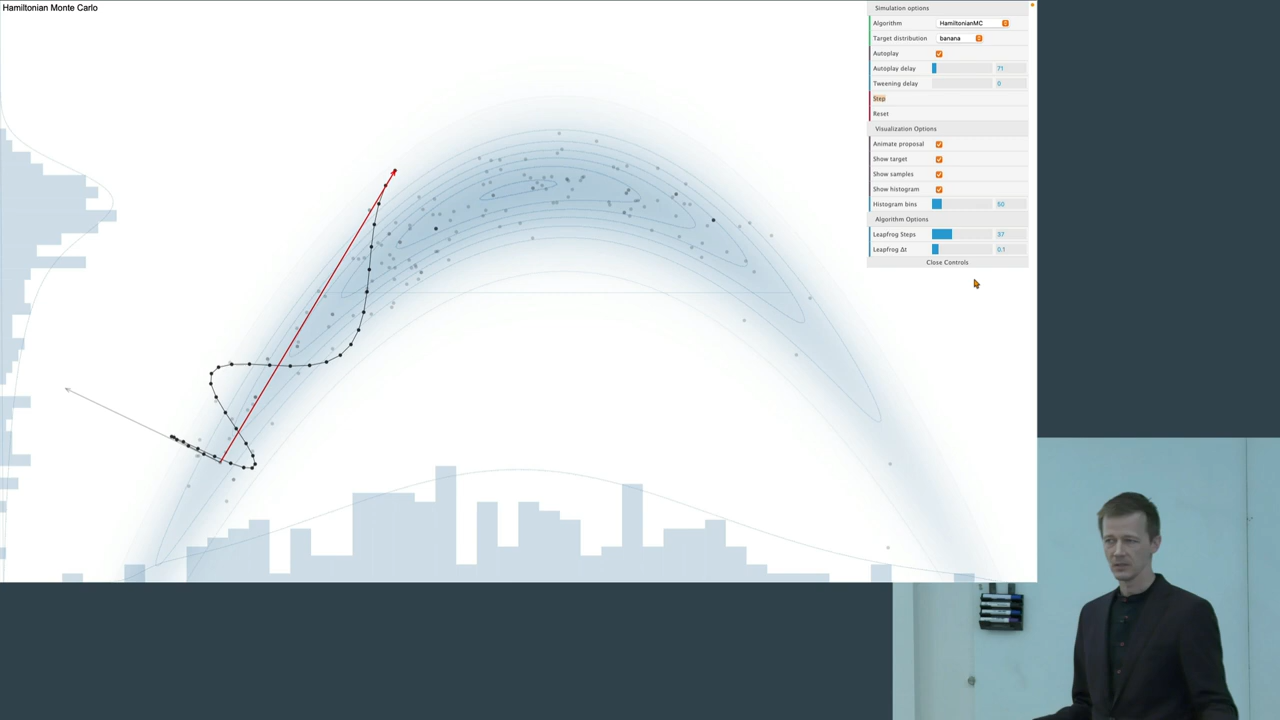 Hamiltonian Monte Carlo
Simulation options
Algorithm HamiltonianMC
Target distribution banana
Autoplay
Autoplay delay 71
Tweening delay 0
Step
Reset
Visualization Options
Animate proposal
Show target
Show samples
Show histogram
Histogram bins 50
Algorithm Options
Leapfrog Steps 37
Leapfrog Δt 0.1
Close Controls